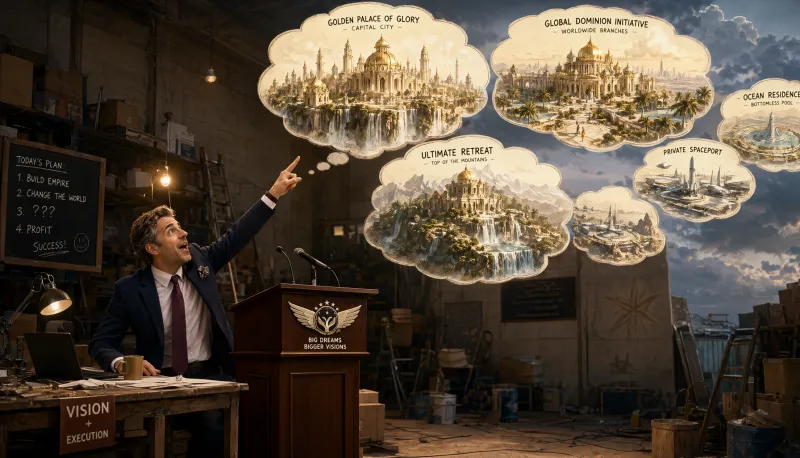 GOLDEN PALACE OF GLORY
– CAPITAL CITY –
GLOBAL DOMINION INITIATIVE
– WORLDWIDE BRANCHES –
OCEAN RESIDENCE
– BOTTOMLESS POOL –
ULTIMATE RETREAT
– TOP OF THE MOUNTAINS –
PRIVATE SPACEPORT
TODAY'S PLAN:
1. BUILD EMPIRE
2. CHANGE THE WORLD
3. ???
4. PROFIT
SUCCESS!
BIG DREAMS
BIGGER VISIONS
VISION
+
EXECUTION